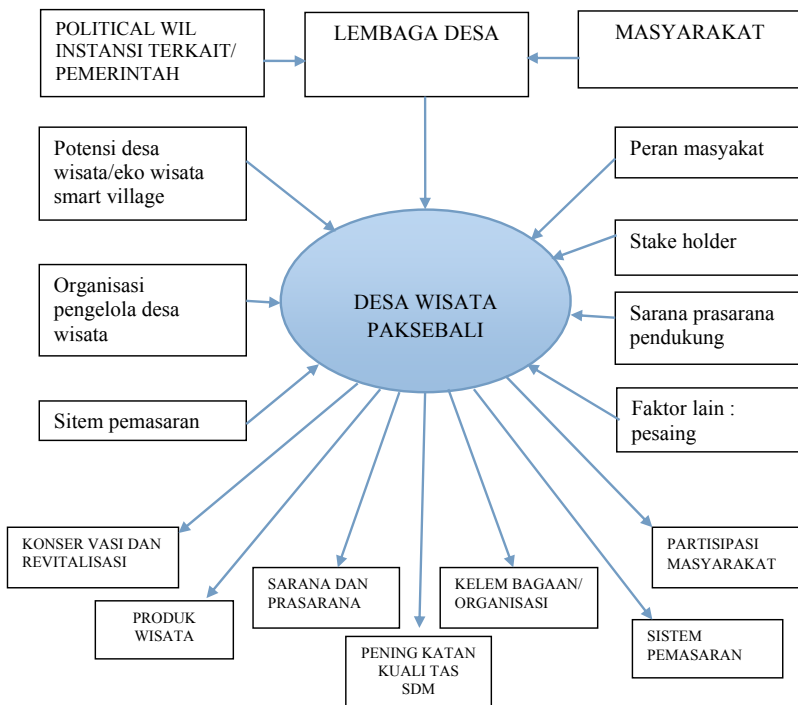 POLITICAL WIL
INSTANSI TERKAIT/
PEMERINTAH
LEMBAGA DESA
MASYARAKAT
Potensi desa
wisata/eko wisata
smart village
Peran masyakat
Stake holder
Organisasi
pengelola desa
wisata
DESA WISATA
PAKSEBALI
Sarana prasarana
pendukung
Sitem pemasaran
Faktor lain :
pesaing
KONSER VASI DAN
REVITALISASI
PRODUK
WISATA
SARANA DAN
PRASARANA
PENING KATAN
KUALI TAS
SDM
KELEM BAGAAN/
ORGANISASI
SISTEM
PEMASARAN
PARTISIPASI
MASYARAKAT